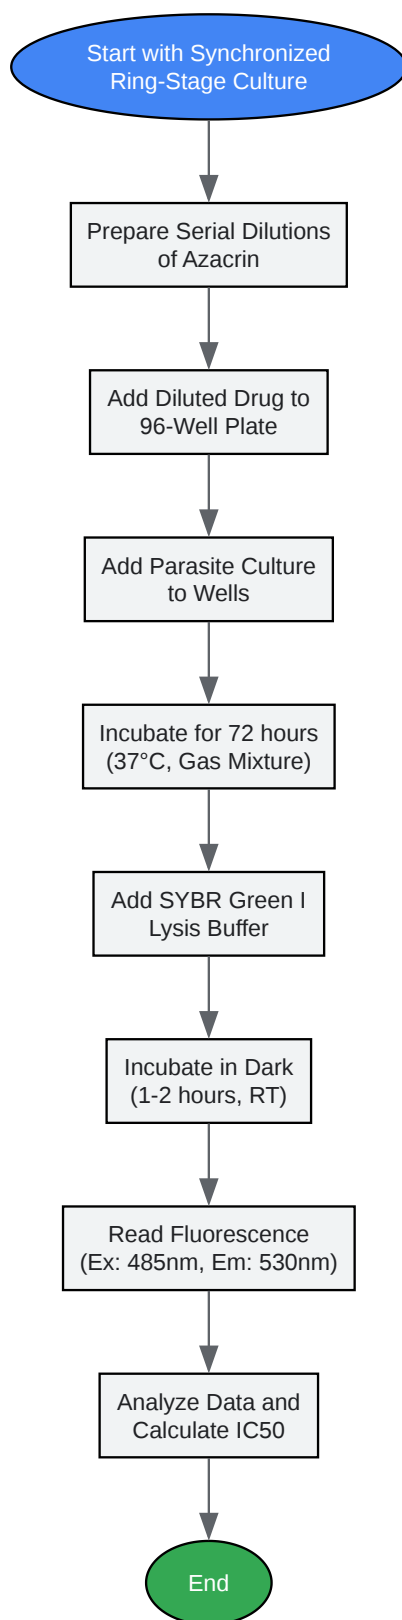 Start with Synchronized
Ring-Stage Culture
Prepare Serial Dilutions
of Azacrin
Add Diluted Drug to
96-Well Plate
Add Parasite Culture
to Wells
Incubate for 72 hours
(37°C, Gas Mixture)
Add SYBR Green I
Lysis Buffer
Incubate in Dark
(1-2 hours, RT)
Read Fluorescence
(Ex: 485nm, Em: 530nm)
Analyze Data and
Calculate IC50
End